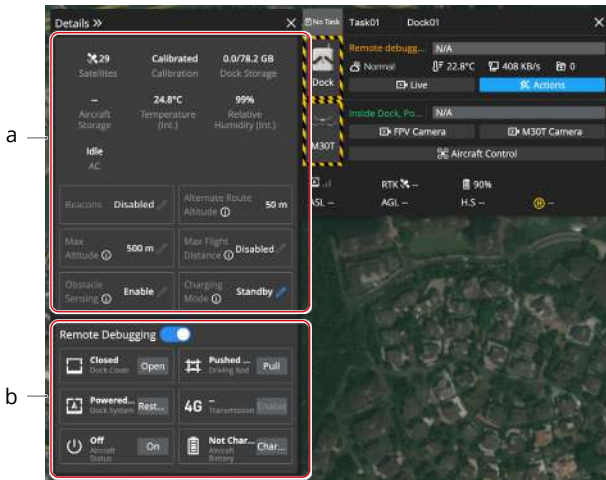 Details »
×
No Task
Task01
Dock01
×
a
29
Satellites
Calibrated
Calibration
0.0/78.2 GB
Dock Storage
--
Aircraft
Storage
24.8°C
Temperature
(Int.)
99%
Relative
Humidity (Int.)
Idle
AC
Beacons
Disabled
Alternate Route
Altitude
50 m
Max
Altitude
500 m
Max Flight
Distance
Disabled
Obstacle
Sensing
Enable
Charging
Mode
Standby
b
Remote Debugging
Closed
Dock Cover
Open
Pushed ...
Driving Rod
Pull
Powered...
Dock System
Rest...
4G
--
Transmission
Enable
Off
Aircraft
Status
On
Not Char...
Aircraft
Battery
Char...
Dock
M30T
Remote debugg...
N/A
Normal
22.8°C
408 KB/s
0
Live
Actions
Inside Dock, Po...
N/A
FPV Camera
M30T Camera
Aircraft Control
RTK --
90%
ASL --
AGL --
H.S --
H --